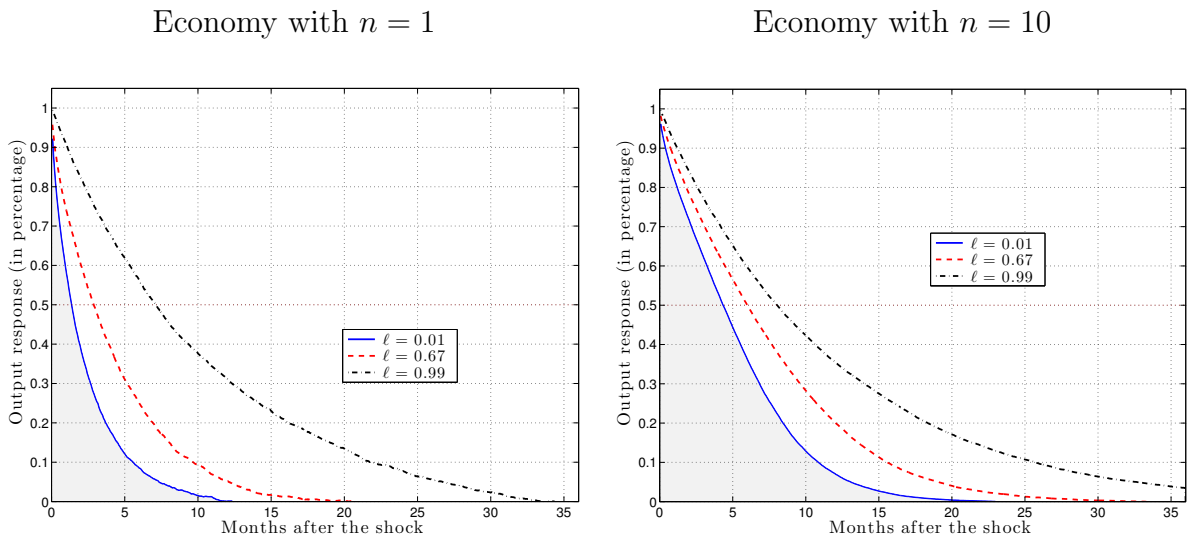 Economy with n = 1
Output response (in percentage)
1
0.9
0.8
0.7
0.6
0.5
0.4
0.3
0.2
0.1
0
ℓ = 0.01
ℓ = 0.67
ℓ = 0.99
0 5 10 15 20 25 30 35
Months after the shock
Economy with n = 10
Output response (in percentage)
1
0.9
0.8
0.7
0.6
0.5
0.4
0.3
0.2
0.1
0
ℓ = 0.01
ℓ = 0.67
ℓ = 0.99
0 5 10 15 20 25 30 35
Months after the shock